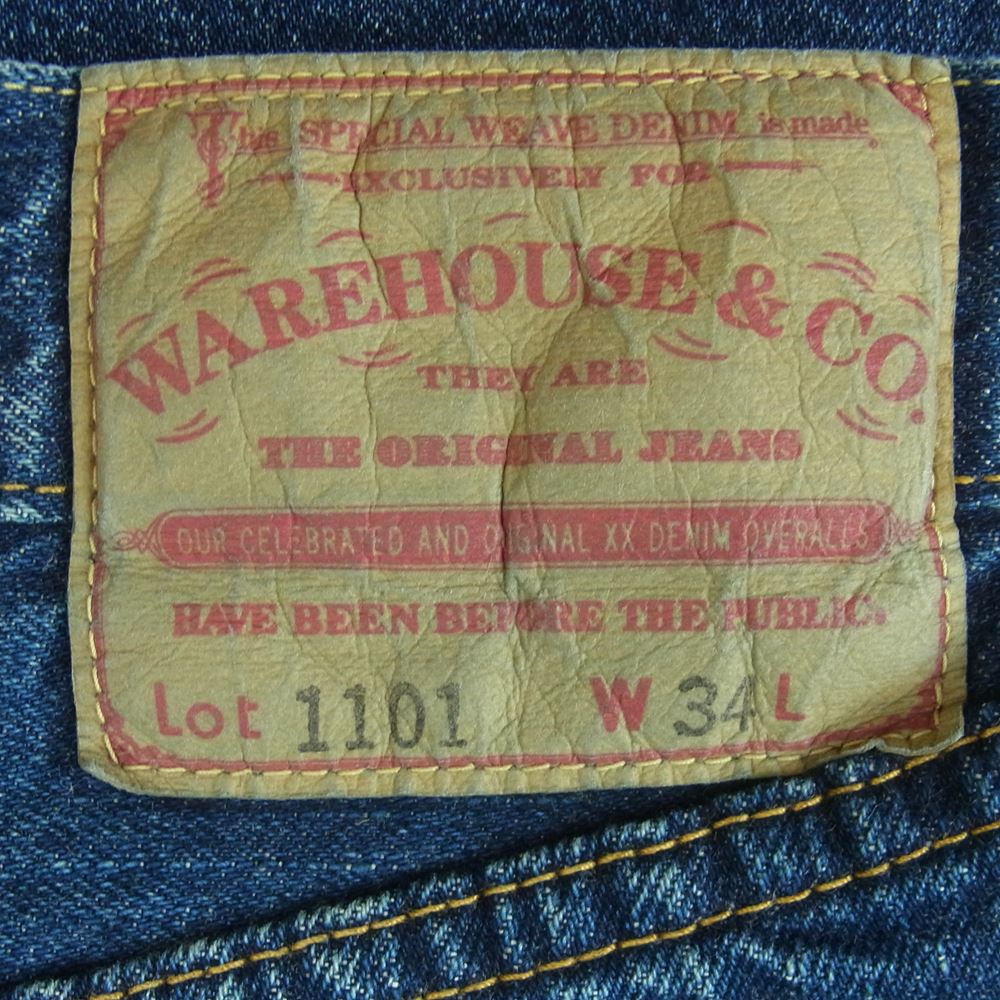 This SPECIAL WEAVE DENIM is made
EXCLUSIVELY FOR
WAREHOUSE & CO.
THEY ARE
THE ORIGINAL JEANS
OUR CELEBRATED AND ORIGINAL XX DENIM OVERALLS
HAVE BEEN BEFORE THE PUBLIC.
Lot 1101 W 34 L